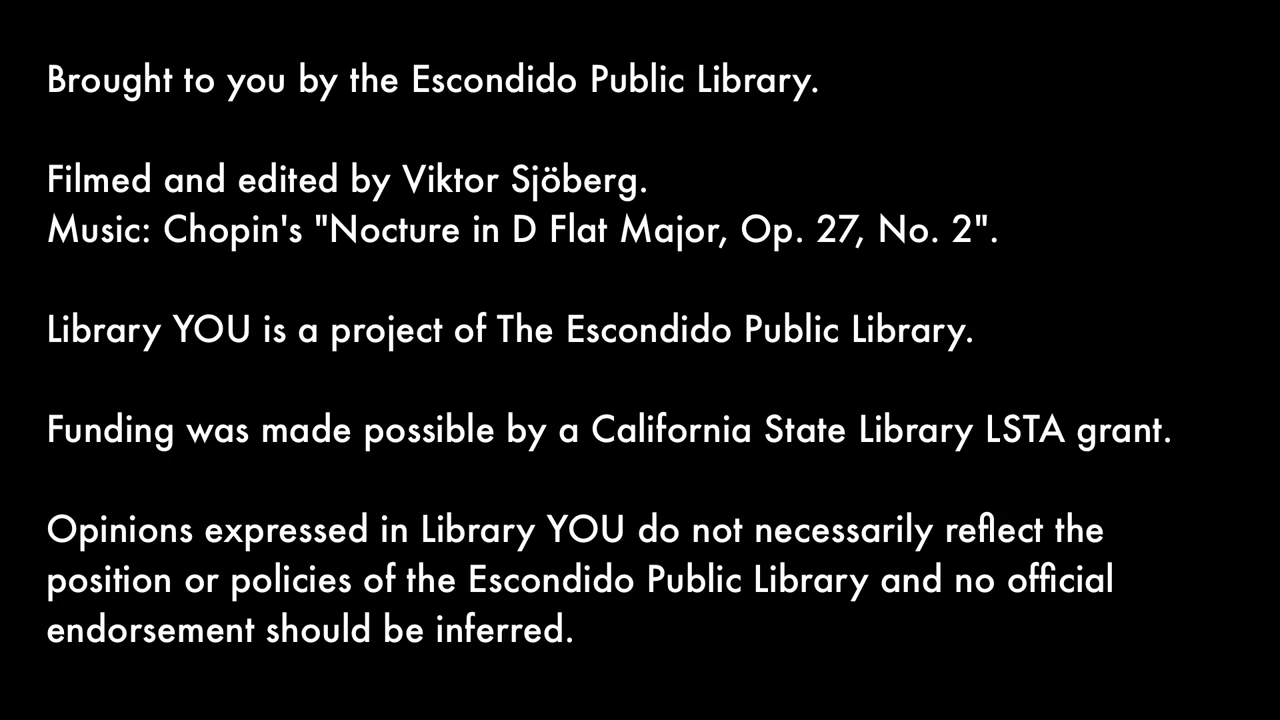 Brought to you by the Escondido Public Library.
Filmed and edited by Viktor Sjöberg.
Music: Chopin's "Nocture in D Flat Major, Op. 27, No. 2".
Library YOU is a project of The Escondido Public Library.
Funding was made possible by a California State Library LSTA grant.
Opinions expressed in Library YOU do not necessarily reflect the
position or policies of the Escondido Public Library and no official
endorsement should be inferred.